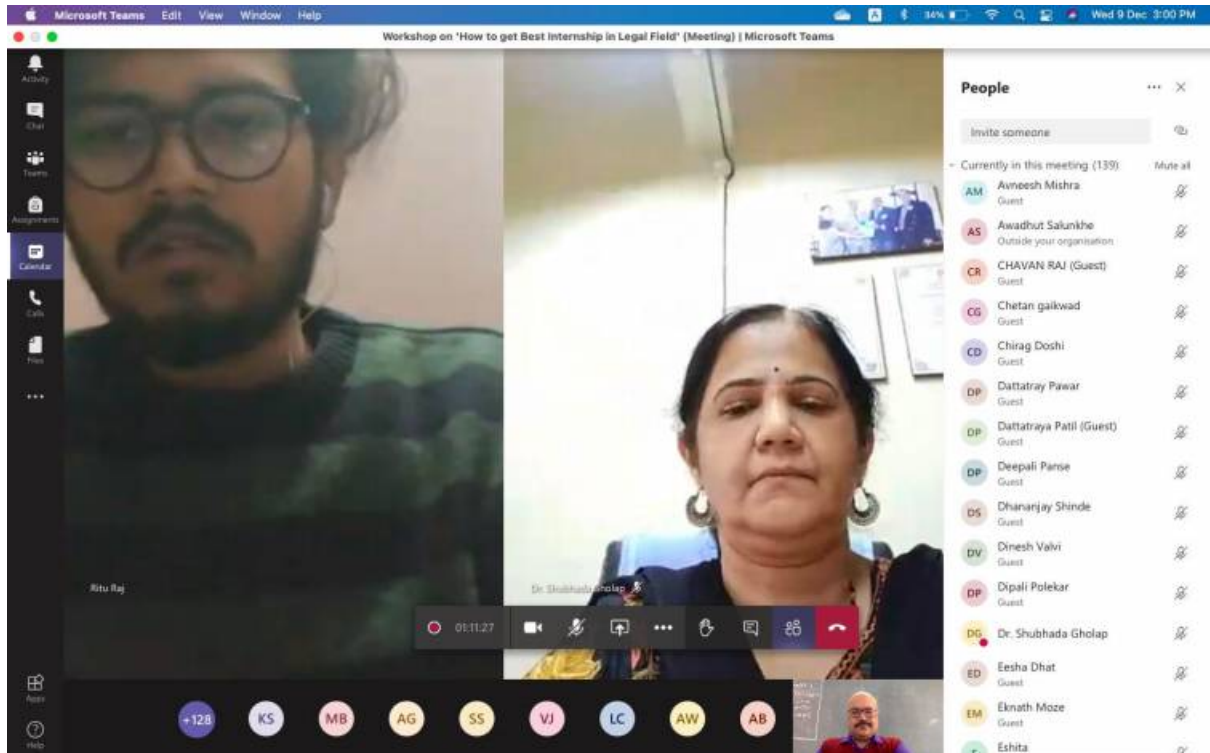 Microsoft Teams Edit View Window Help
A 34% Wed 9 Dec 3:00 PM
Workshop on 'How to get Best Internship in Legal Field' (Meeting) | Microsoft Teams
Activity
Chat
Teams
Assignments
Calendar
Calls
Files
Apps
Help
Ritu Raj
Dr. Shubhada Gholap
01:11:27
+128 KS MB AG SS VJ LC AW AB
People
Invite someone
Currently in this meeting (139) Mute all
AM Avneesh Mishra
Guest
AS Awadhut Salunkhe
Outside your organisation
CR CHAVAN RAJ (Guest)
Guest
CG Chetan gaikwad
Guest
CD Chirag Doshi
Guest
DP Dattatray Pawar
Guest
DP Dattatraya Patil (Guest)
Guest
DP Deepali Panse
Guest
DS Dhananjay Shinde
Guest
DV Dinesh Valvi
Guest
DP Dipali Polekar
Guest
DG Dr. Shubhada Gholap
ED Eesha Dhat
Guest
EM Eknath Moze
Guest
Eshita